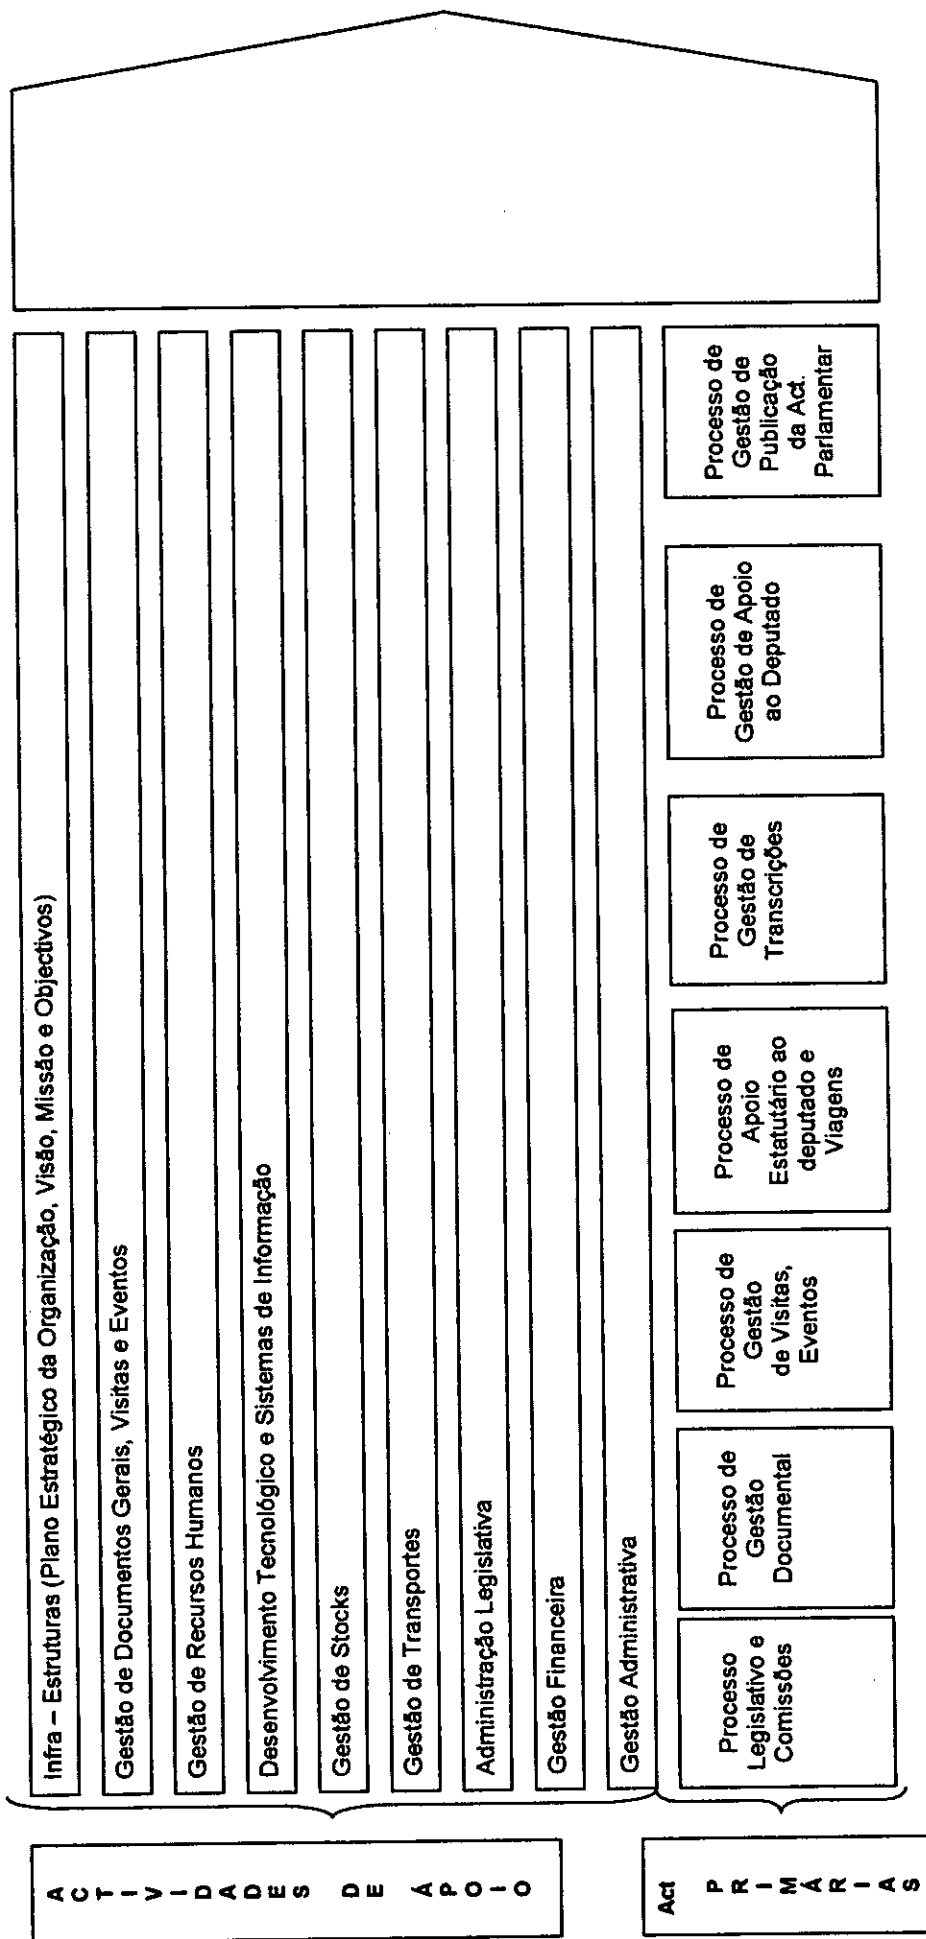 ACTIVIDADES DE APOIO
Infra – Estruturas (Plano Estratégico da Organização, Visão, Missão e Objectivos)
Gestão de Documentos Gerais, Visitas e Eventos
Gestão de Recursos Humanos
Desenvolvimento Tecnológico e Sistemas de Informação
Gestão de Stocks
Gestão de Transportes
Administração Legislativa
Gestão Financeira
Gestão Administrativa
Act
PRIMÁRIAS
Processo
Legislativo e
Comissões
Processo de
Gestão
Documental
Processo de
Gestão
de Visitas,
Eventos
Processo de
Apoio
Estatutário ao
deputado e
Viagens
Processo de
Gestão de
Transcrições
Processo de
Gestão de Apoio
ao Deputado
Processo de
Gestão de
Publicação
da Act.
Parlamentar